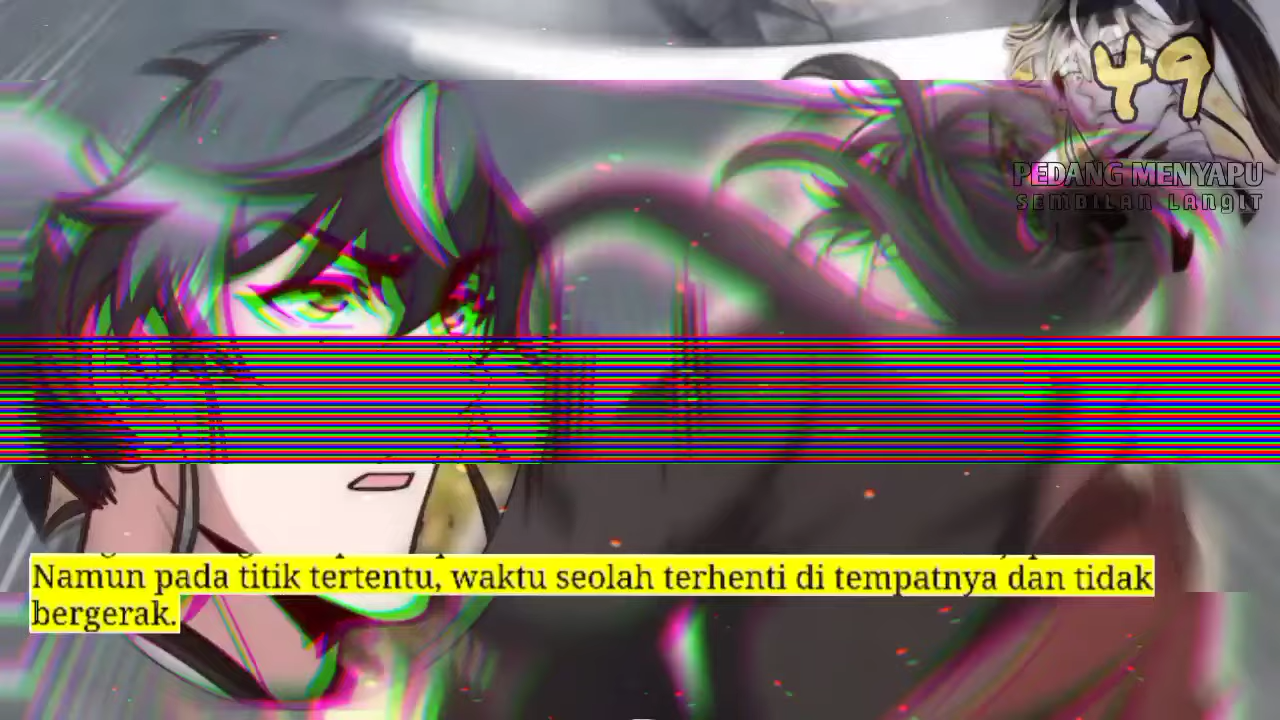 49
PEDANG MENYAPU
SEMBILAN LANGIT
Namun pada titik tertentu, waktu seolah terhenti di tempatnya dan tidak
bergerak.